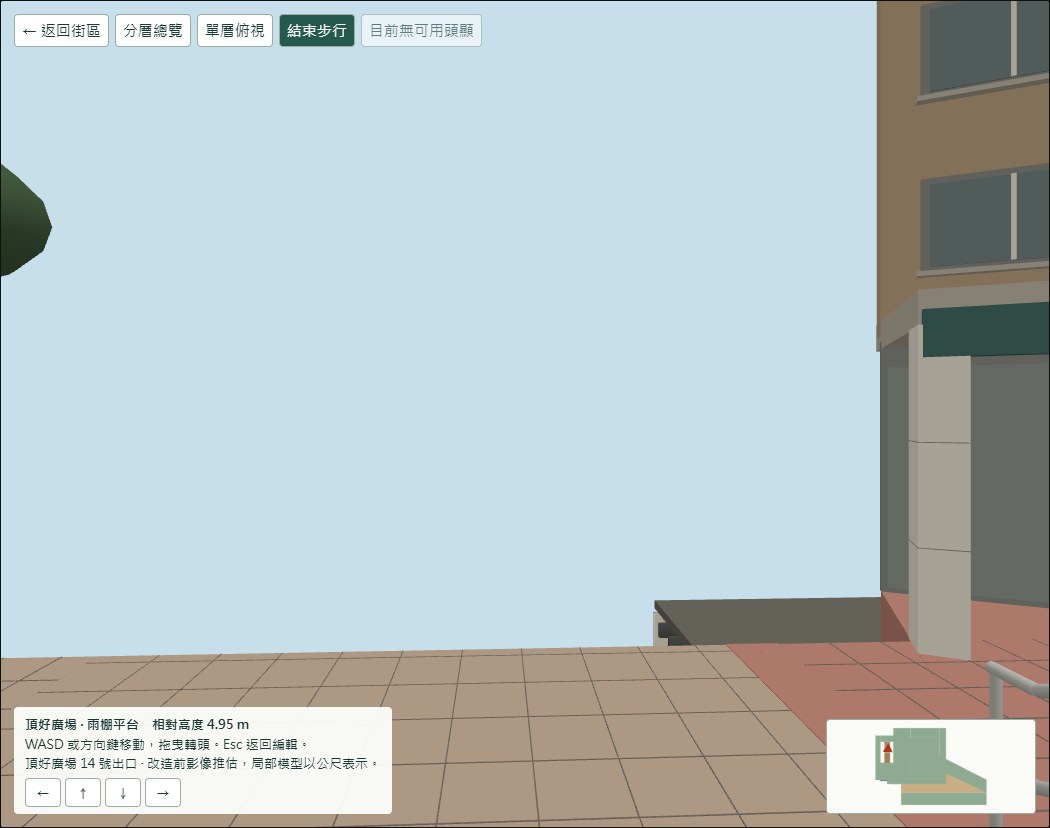 ← 返回街區
分層總覽
單層俯視
結束步行
目前無可用頭顯
頂好廣場 · 雨棚平台　相對高度 4.95 m
WASD 或方向鍵移動，拖曳轉頭。Esc 返回編輯。
頂好廣場 14 號出口 · 改造前影像推估，局部模型以公尺表示。
← ↑ ↓ →